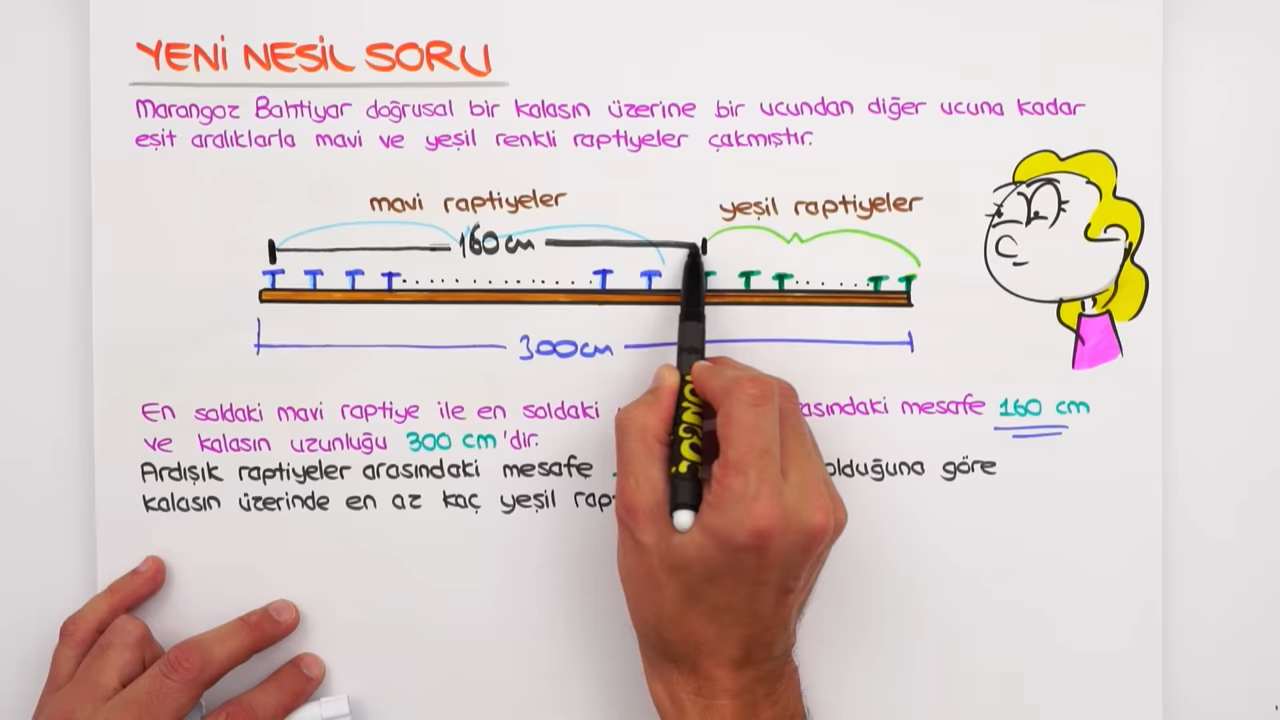 YENİ NESİL SORU
Marangoz Bahtiyar doğrusal bir kalasın üzerine bir ucundan diğer ucuna kadar
eşit aralıklarla mavi ve yeşil renkli raptiyeler çakmıştır.
mavi raptiyeler yeşil raptiyeler
160 cm
300 cm
En soldaki mavi raptiye ile en soldaki mesafe 160 cm
ve kalasın uzunluğu 300 cm'dir.
Ardışık raptiyeler arasındaki mesafe olduğuna göre
kalasın üzerinde en az kaç yeşil